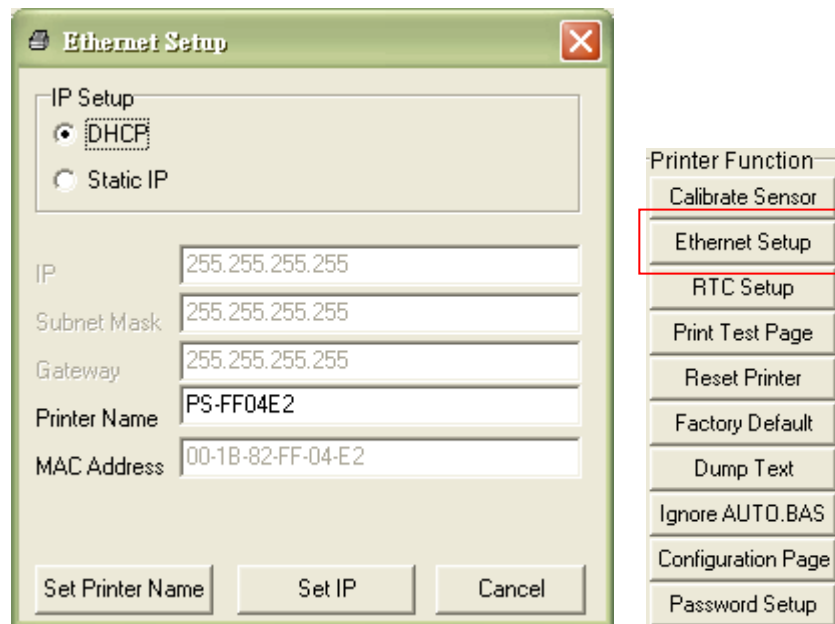 Ethernet Setup
IP Setup
DHCP
Static IP
IP 255.255.255.255
Subnet Mask 255.255.255.255
Gateway 255.255.255.255
Printer Name PS-FF04E2
MAC Address 00-1B-82-FF-04-E2
Set Printer Name Set IP Cancel
Printer Function
Calibrate Sensor
Ethernet Setup
RTC Setup
Print Test Page
Reset Printer
Factory Default
Dump Text
Ignore AUTO.BAS
Configuration Page
Password Setup